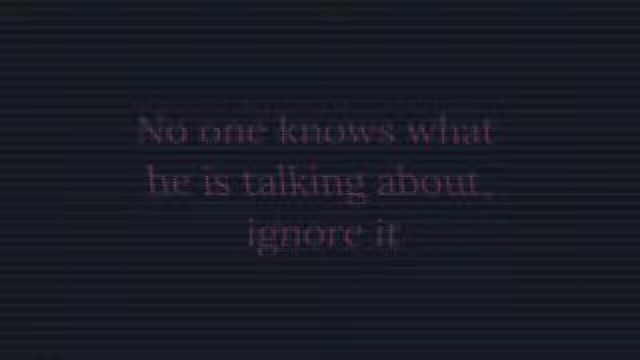 No one knows what
he is talking about,
ignore it